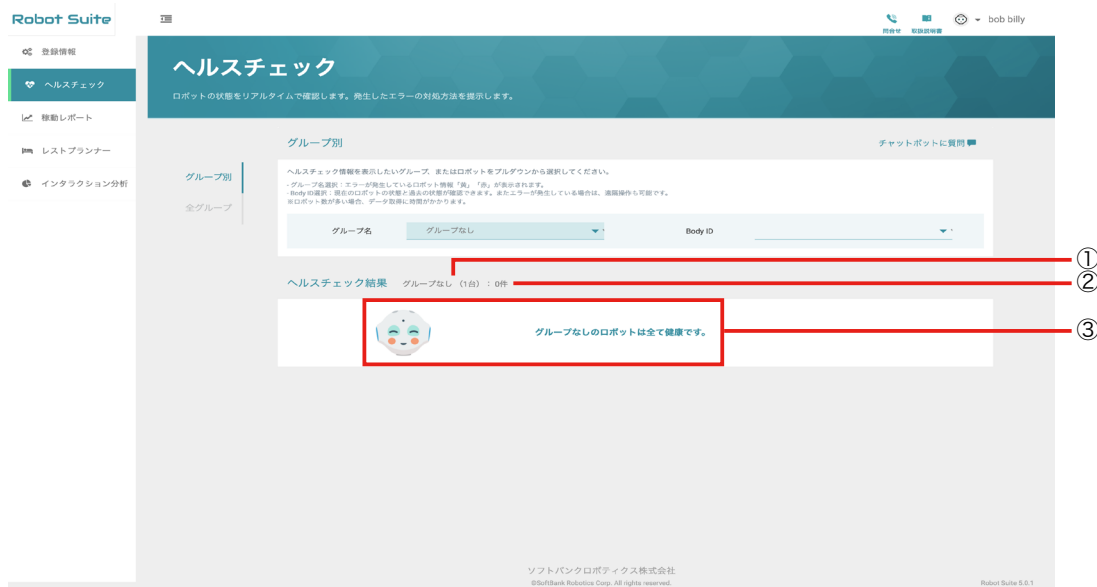 Robot Suite
問合せ
取扱説明書
bob billy
登録情報
ヘルスチェック
稼動レポート
レストプランナー
インタラクション分析
ヘルスチェック
ロボットの状態をリアルタイムで確認します。発生したエラーの対処方法を提示します。
グループ別
全グループ
グループ別
チャットボットに質問
ヘルスチェック情報を表示したいグループ、またはロボットをプルダウンから選択してください。
- グループ名選択：エラーが発生しているロボット情報「黄」「赤」が表示されます。
- Body ID選択：現在のロボットの状態と過去の状態が確認できます。またエラーが発生している場合は、遠隔操作も可能です。
※ロボット数が多い場合、データ取得に時間がかかります。
グループ名 グループなし * Body ID *
ヘルスチェック結果 グループなし（1台）：0件
①
②
グループなしのロボットは全て健康です。
③
ソフトバンクロボティクス株式会社
©SoftBank Robotics Corp. All rights reserved.
Robot Suite 5.0.1